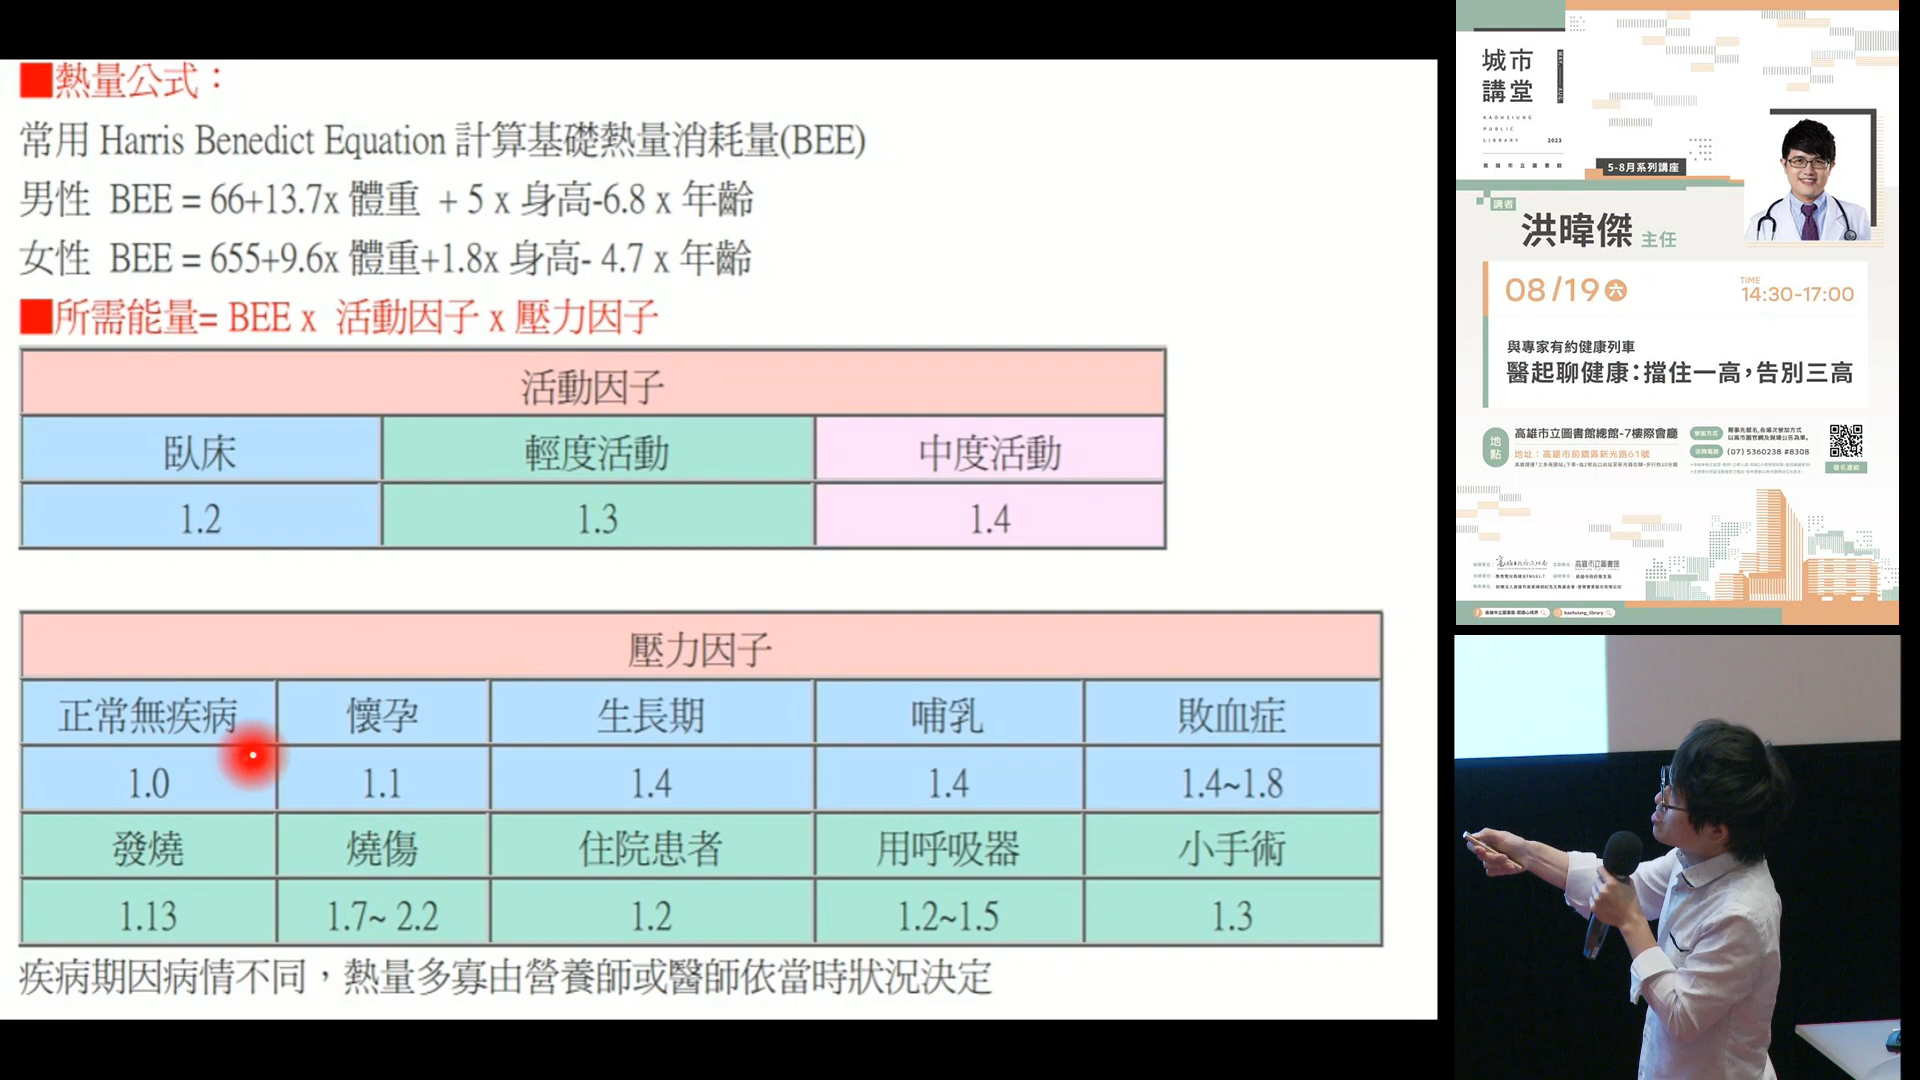 ■熱量公式：
常用 Harris Benedict Equation 計算基礎熱量消耗量(BEE)
男性 BEE = 66+13.7x 體重 + 5 x 身高-6.8 x 年齡
女性 BEE = 655+9.6x 體重+1.8x 身高- 4.7 x 年齡
■所需能量= BEE x 活動因子 x 壓力因子
活動因子
臥床 輕度活動 中度活動
1.2 1.3 1.4
壓力因子
正常無疾病 懷孕 生長期 哺乳 敗血症
1.0 1.1 1.4 1.4 1.4~1.8
發燒 燒傷 住院患者 用呼吸器 小手術
1.13 1.7~ 2.2 1.2 1.2~1.5 1.3
疾病期因病情不同，熱量多寡由營養師或醫師依當時狀況決定
城市
講堂
KAOHSIUNG
PUBLIC
LIBRARY 2023
高雄市立圖書館
5-8月系列講座
講者
洪暐傑 主任
08/19 六
TIME
14:30-17:00
與專家有約健康列車
醫起聊健康：擋住一高，告別三高
地點
高雄市立圖書館總館-7樓際會廳
地址：高雄市前鎮區新光路61號
參加方式
(07) 5360238 #8308
報名連結
高雄市立圖書館
kaohsiung_library